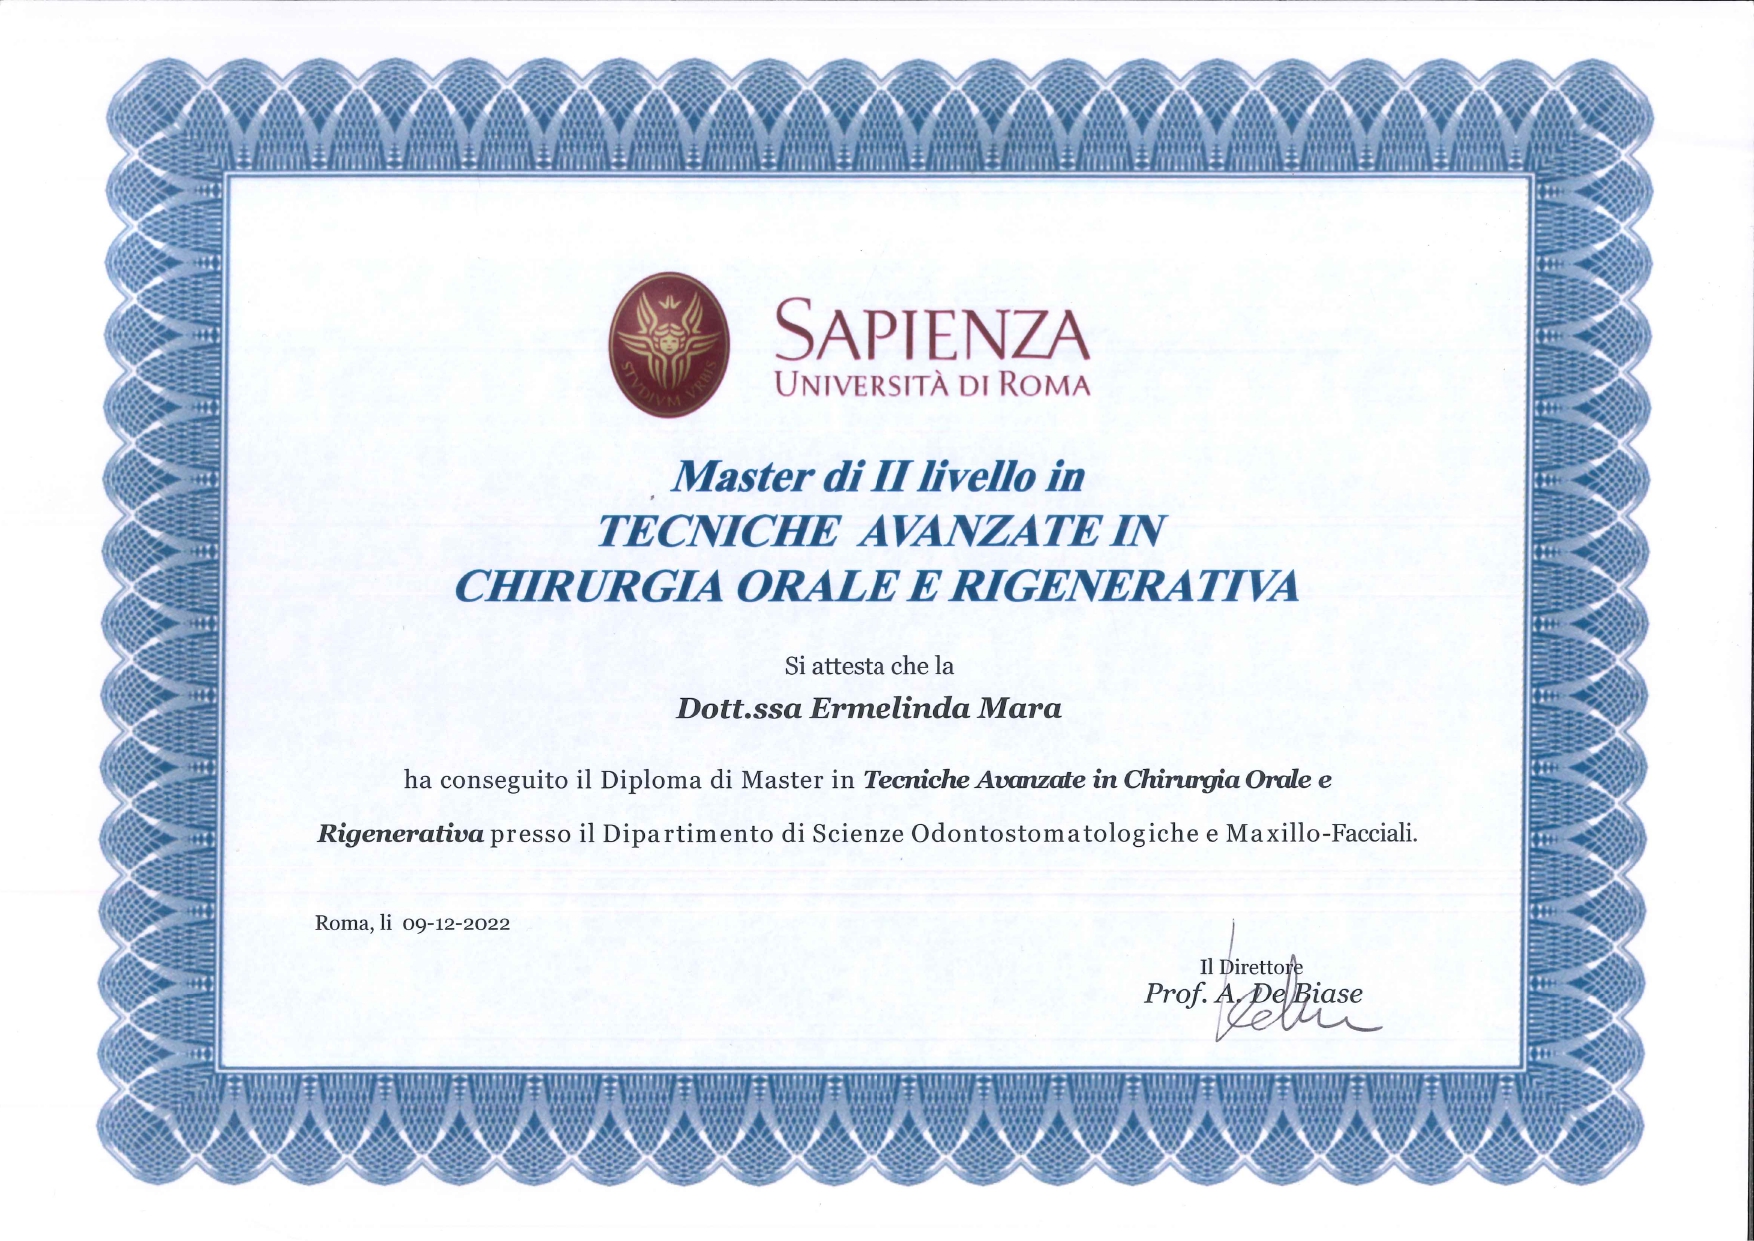 STVDIVM VRBIS
SAPIENZA
UNIVERSITÀ DI ROMA
Master di II livello in
TECNICHE AVANZATE IN
CHIRURGIA ORALE E RIGENERATIVA
Si attesta che la
Dott.ssa Ermelinda Mara
ha conseguito il Diploma di Master in Tecniche Avanzate in Chirurgia Orale e
Rigenerativa presso il Dipartimento di Scienze Odontostomatologiche e Maxillo-Facciali.
Roma, li 09-12-2022
Il Direttore
Prof. A. De Biase